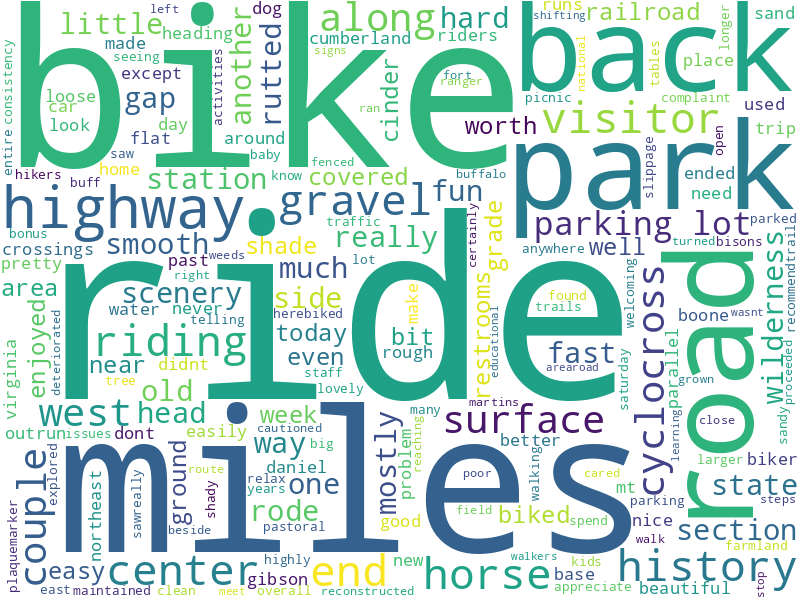 bike
back
park
ride
miles
road
little
along
hard
runs
railroad
sand
dog
left
shifting
heading
another
rutted
cumberland
riders
made
signs
national
tables
longer
place
seeing
activities
except
gap
cinder
fort
ranger
ran
picnic
complaint
used
loose
car
look
day
flat
around
baby
worth
visitor
open
trip
consistency
entire
saw
home
fenced
know
buffalo
slippage
ended
need
hikers
buff
station
covered
fun
highway
gravel
parking lot
parked
bonus
crossings
smooth
past
weeds
shade
traffic
lot
really
certainly
grade
anywhere
well
turned
bisons
pretty
area
scenery
right
much
side
make
restrooms
found
trails
welcoming
cyclocross
Wilderness
recommendtrail
water
never
telling
herebiked
today
bit
educational
boone
wasnt
virginia
enjoyed
deteriorated
riding
near
even
rough
fast
saturday
parallel
proceeded
didnt
staff
arearoad
tree
old
lovely
grown
west
head
week
many
martins
surface
learning
close
sandy
outrun
issues
dont
easily
cautioned
big
mostly
problem
reaching
better
larger
biker
explored
way
daniel
one
poor
walking
cared
mt
state
couple
northeast
sawreally
route
shady
ground
relax
years
rode
good
field
biked
spend
parking
nice
section
steps
plaquemarker
beside
pastoral
walk
farmland
easy
center
highly
gibson
end
new
horse
walkers
base
kids
history
stop
east
maintained
clean
meet
overall
reconstructed
appreciate
beautiful